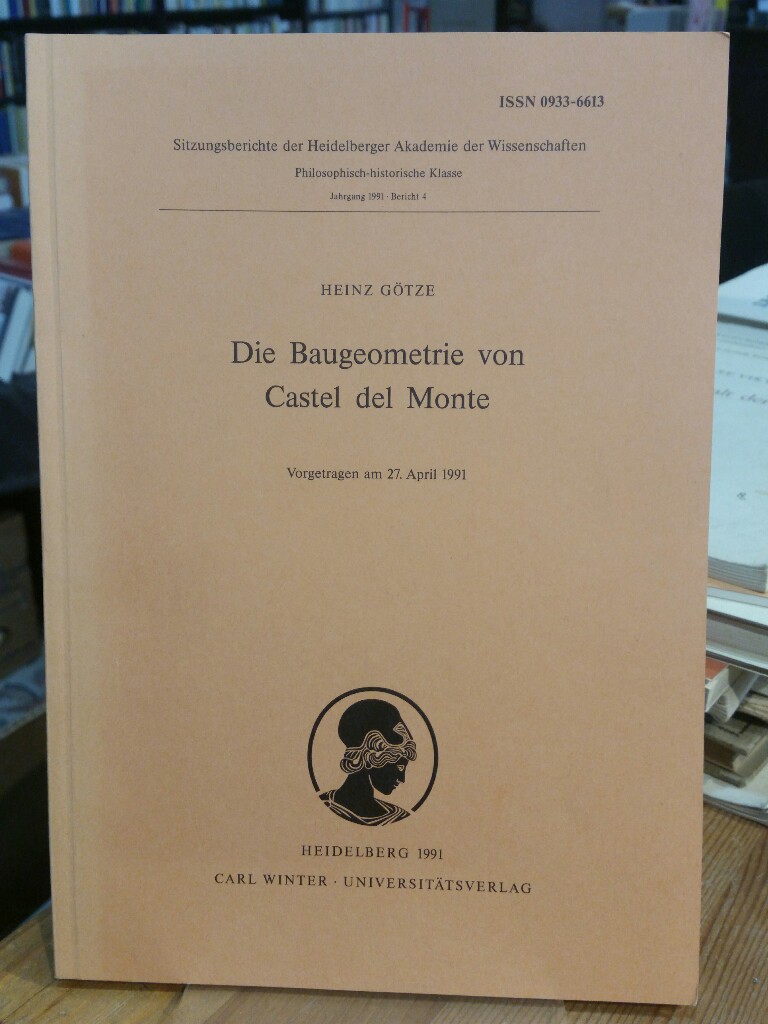 ISSN 0933-6613
Sitzungsberichte der Heidelberger Akademie der Wissenschaften
Philosophisch-historische Klasse
Jahrgang 1991 · Bericht 4
HEINZ GÖTZE
Die Baugeometrie von
Castel del Monte
Vorgetragen am 27. April 1991
HEIDELBERG 1991
CARL WINTER · UNIVERSITÄTSVERLAG